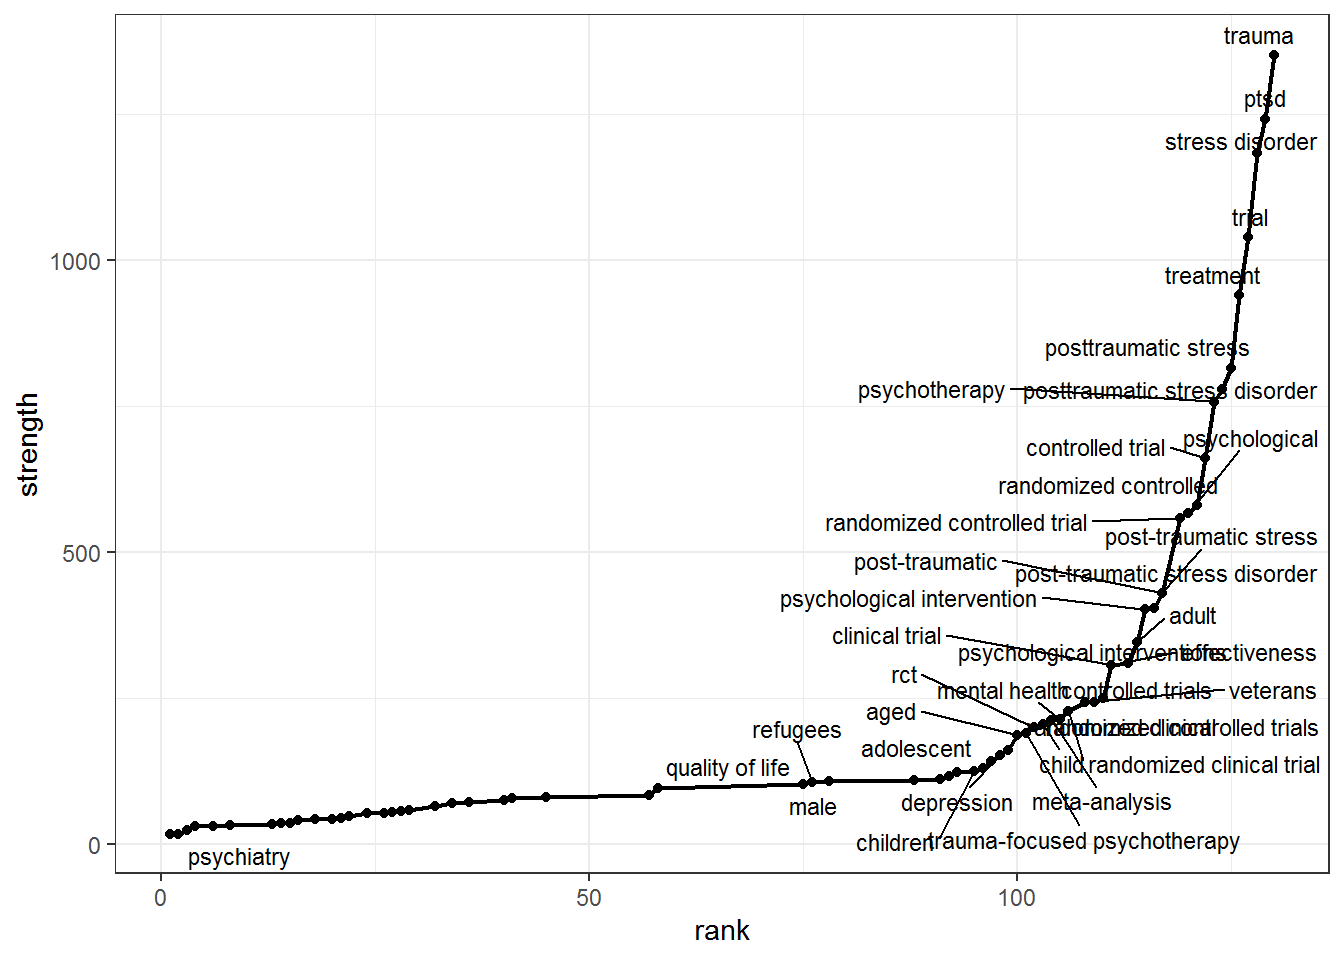 trauma
ptsd
stress disorder
trial
1000
treatment
posttraumatic stress
psychotherapy
posttraumatic stress disorder
psychological
controlled trial
randomized controlled
randomized controlled trial
post-traumatic stress
500
post-traumatic
post-traumatic stress disorder
psychological intervention
adult
clinical trial
psychological interventions
effectiveness
rct
mental health
controlled trials
veterans
aged
refugees
randomized clinical
randomized controlled trials
adolescent
quality of life
child
randomized clinical trial
male
depression
meta-analysis
children
trauma-focused psychotherapy
0
psychiatry
0
50
100
rank
strength